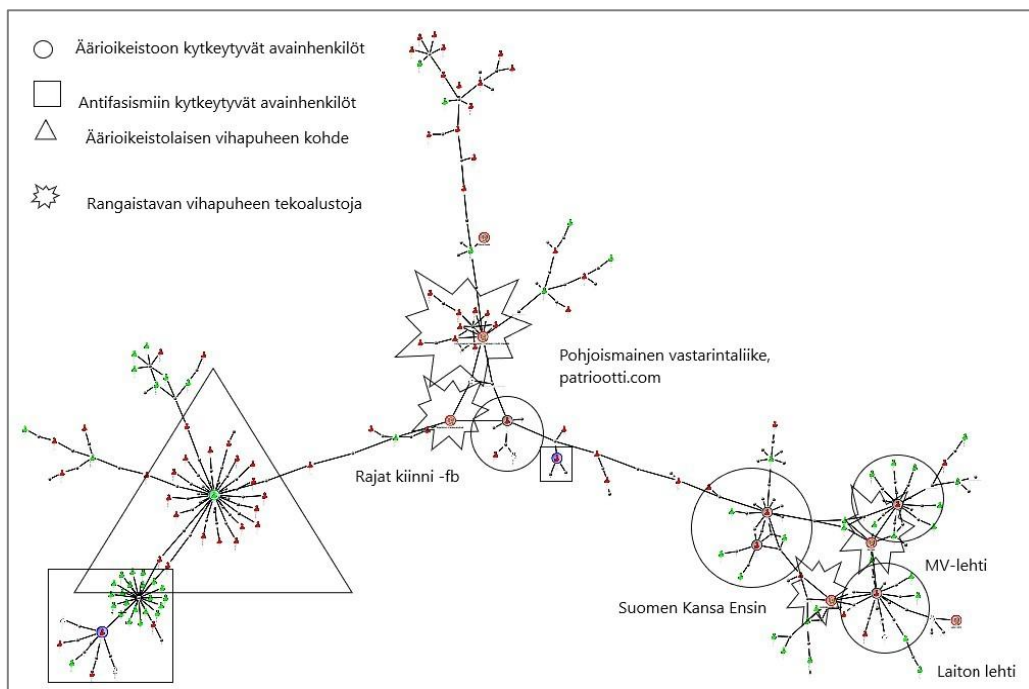 Äärioikeistoon kytkeytyvät avainhenkilöt
Antifasismiin kytkeytyvät avainhenkilöt
Äärioikeistolaisen vihapuheen kohde
Rangaistavan vihapuheen tekoalustoja
Pohjoismainen vastarintaliike,
patriootti.com
Rajat kiinni -fb
MV-lehti
Suomen Kansa Ensin
Laiton lehti